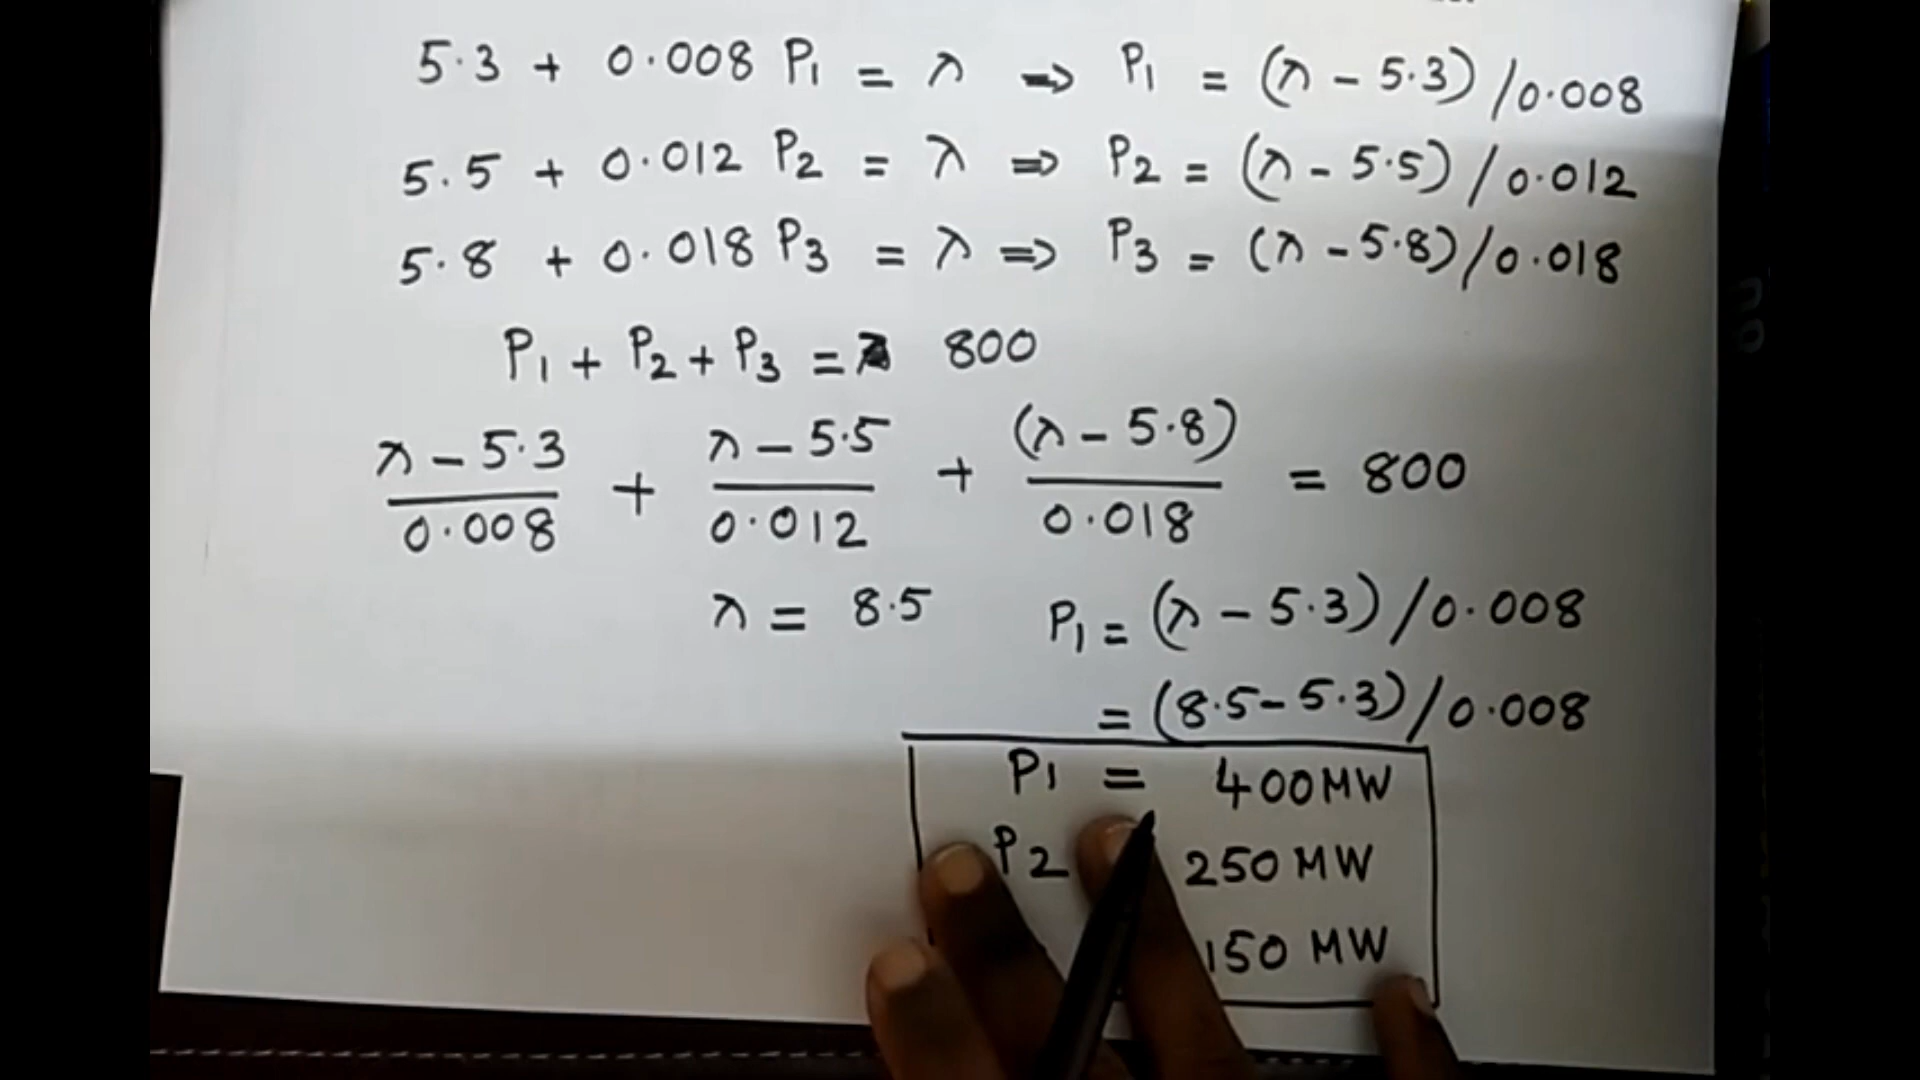 5.3 + 0.008 P1 = λ ⇒ P1 = (λ - 5.3) / 0.008
5.5 + 0.012 P2 = λ ⇒ P2 = (λ - 5.5) / 0.012
5.8 + 0.018 P3 = λ ⇒ P3 = (λ - 5.8) / 0.018
P1 + P2 + P3 = 800
(λ - 5.3)/0.008 + (λ - 5.5)/0.012 + (λ - 5.8)/0.018 = 800
λ = 8.5 P1 = (λ - 5.3) / 0.008
= (8.5 - 5.3) / 0.008
P1 = 400 MW
P2 250 MW
150 MW